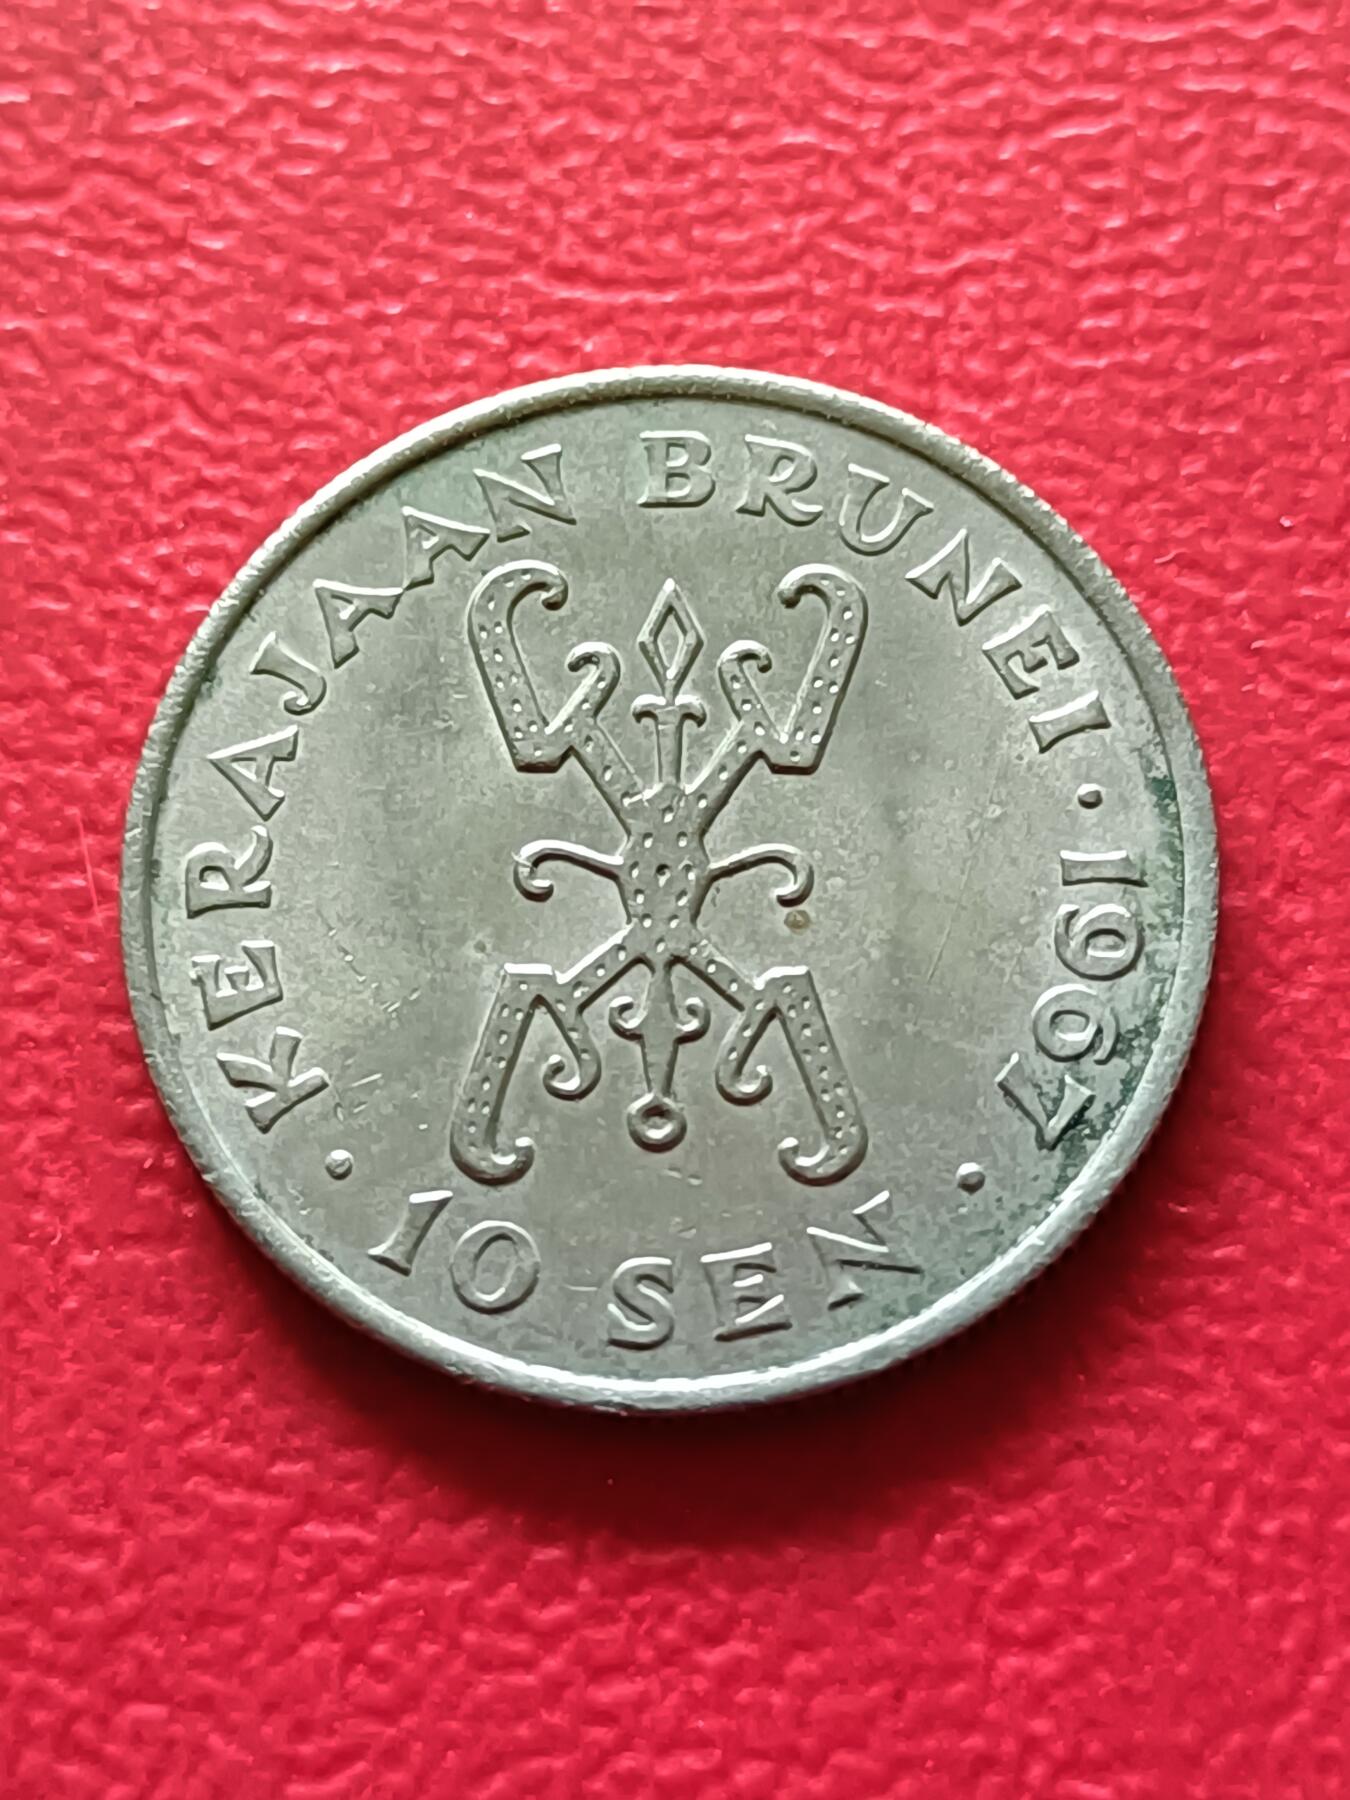 · KERAJAAN BRUNEI · 1967 ·
10 SEN